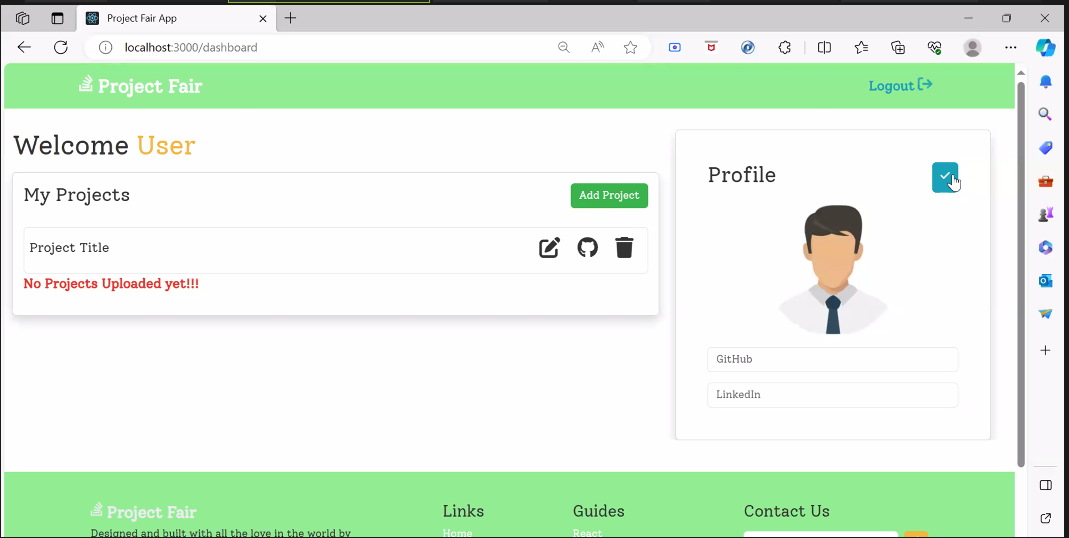 Project Fair App
localhost:3000/dashboard
Project Fair
Logout
Welcome User
My Projects
Add Project
Project Title
No Projects Uploaded yet!!!
Profile
GitHub
LinkedIn
Project Fair
Designed and built with all the love in the world by
Links
Home
Guides
React
Contact Us